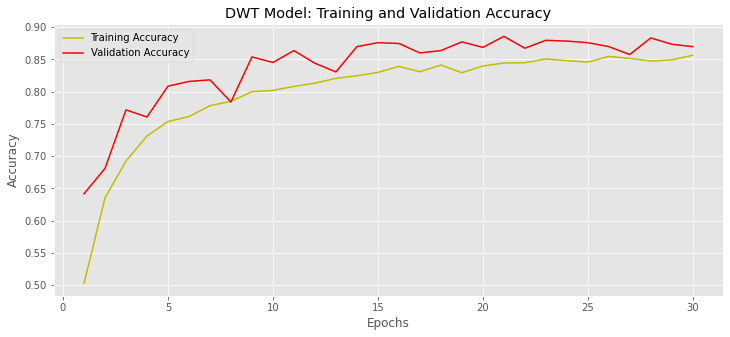 DWT Model: Training and Validation Accuracy
Training Accuracy
Validation Accuracy
0.90
0.85
0.80
0.75
0.70
0.65
0.60
0.55
0.50
Accuracy
0 5 10 15 20 25 30
Epochs